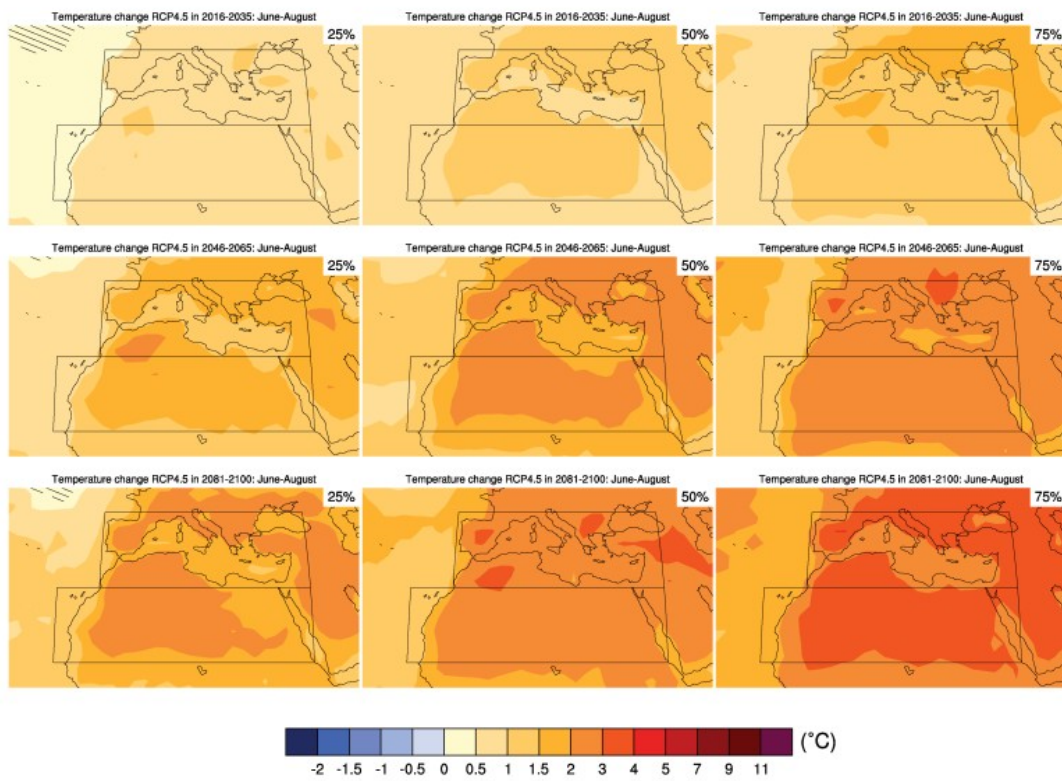 Temperature change RCP4.5 in 2016-2035: June-August
25%
Temperature change RCP4.5 in 2016-2035: June-August
50%
Temperature change RCP4.5 in 2016-2035: June-August
75%
Temperature change RCP4.5 in 2046-2065: June-August
25%
Temperature change RCP4.5 in 2046-2065: June-August
50%
Temperature change RCP4.5 in 2046-2065: June-August
75%
Temperature change RCP4.5 in 2081-2100: June-August
25%
Temperature change RCP4.5 in 2081-2100: June-August
50%
Temperature change RCP4.5 in 2081-2100: June-August
75%
(°C)
-2 -1.5 -1 -0.5 0 0.5 1 1.5 2 3 4 5 7 9 11